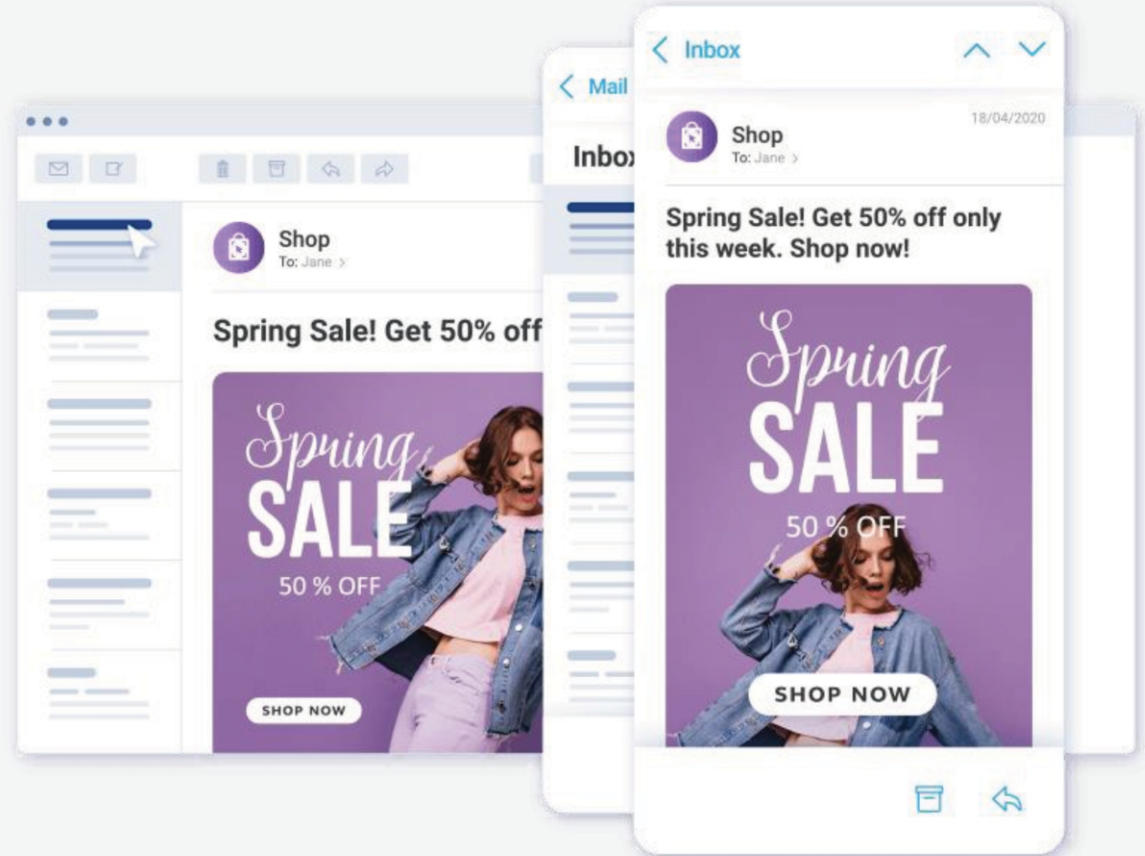 Shop
To: Jane >
Spring Sale! Get 50% off
Spring
SALE
50 % OFF
SHOP NOW
< Mail
Inbox
< Inbox
18/04/2020
Shop
To: Jane >
Spring Sale! Get 50% off only
this week. Shop now!
Spring
SALE
50 % OFF
SHOP NOW